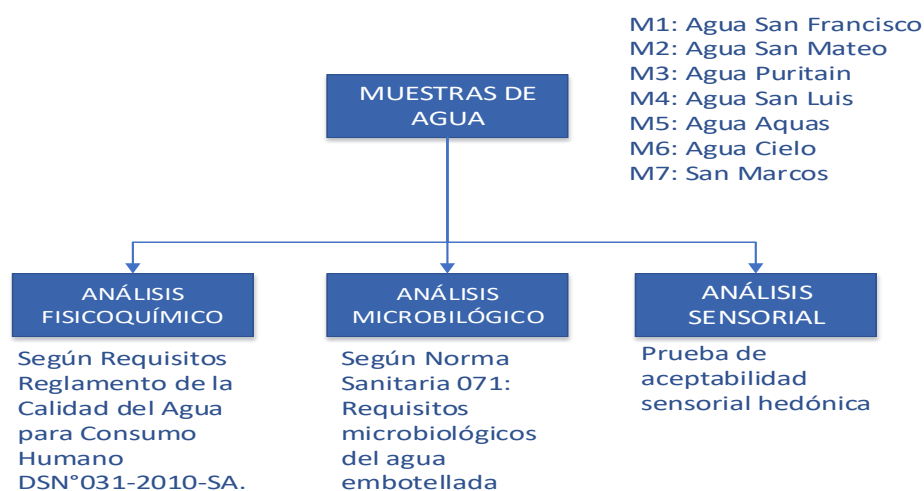 M1: Agua San Francisco
M2: Agua San Mateo
M3: Agua Puritain
M4: Agua San Luis
M5: Agua Aquas
M6: Agua Cielo
M7: San Marcos
MUESTRAS DE
AGUA
ANÁLISIS
FISICOQUÍMICO
Según Requisitos
Reglamento de la
Calidad del Agua
para Consumo
Humano
DSN°031-2010-SA.
ANÁLISIS
MICROBILÓGICO
Según Norma
Sanitaria 071:
Requisitos
microbiológicos
del agua
embotellada
ANÁLISIS
SENSORIAL
Prueba de
aceptabilidad
sensorial hedónica